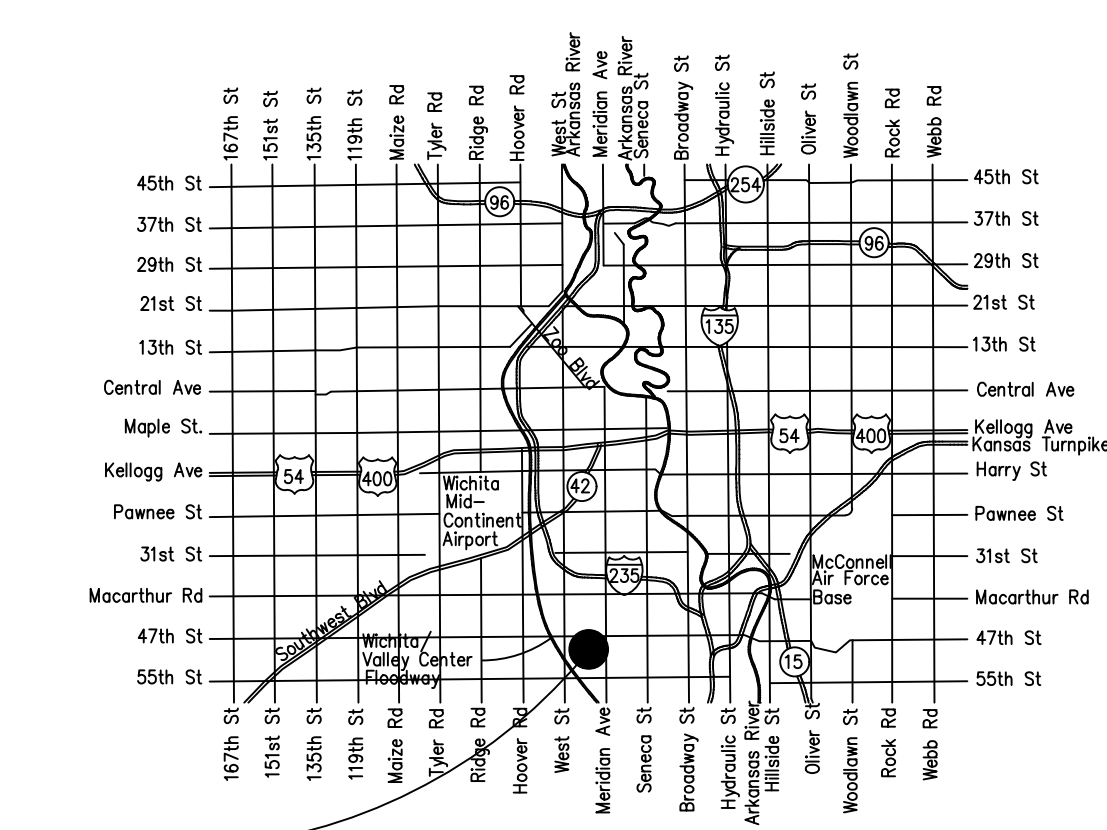 167th St
151st St
135th St
119th St
Maize Rd
Tyler Rd
Ridge Rd
Hoover Rd
West St
Arkansas River
Meridian Ave
Arkansas River
Seneca St
Broadway St
Hydraulic St
Hillside St
Oliver St
Woodlawn St
Rock Rd
Webb Rd
45th St
37th St
29th St
21st St
13th St
Central Ave
Maple St.
Kellogg Ave
Pawnee St
31st St
Macarthur Rd
47th St
55th St
96
254
96
135
Zoo Blvd
54
400
54
400
42
235
15
Wichita
Mid–
Continent
Airport
McConnell
Air Force
Base
Southwest Blvd
Wichita/
Valley Center
Floodway
45th St
37th St
29th St
21st St
13th St
Central Ave
Kellogg Ave
Kansas Turnpike
Harry St
Pawnee St
31st St
Macarthur Rd
47th St
55th St
167th St
151st St
135th St
119th St
Maize Rd
Tyler Rd
Ridge Rd
Hoover Rd
West St
Meridian Ave
Seneca St
Broadway St
Hydraulic St
Arkansas River
Hillside St
Oliver St
Woodlawn St
Rock Rd
Webb Rd